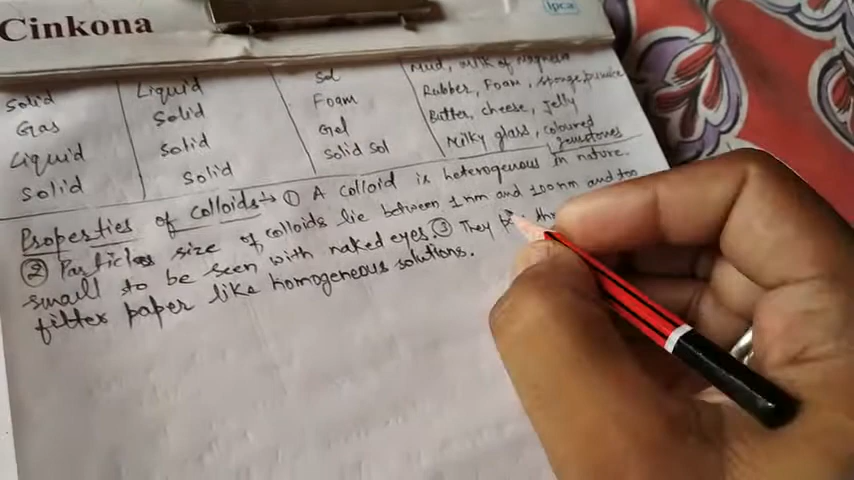 Cinkona
ipca
Solid Liquid Sol Mud, milk of
Gas Solid Foam Rubber, Foam, sponge, pumice
Liquid Solid Gel Butter, cheese, Jelly
Solid Solid Solid Sol Milky glass, coloured gemstones
Properties of colloids → ① A colloid is heterogenous in nature.
② Particles size of colloids lie between 1nm and 100nm and too
small to be seen with naked eyes. ③ They
filter paper like homogeneous solutions.